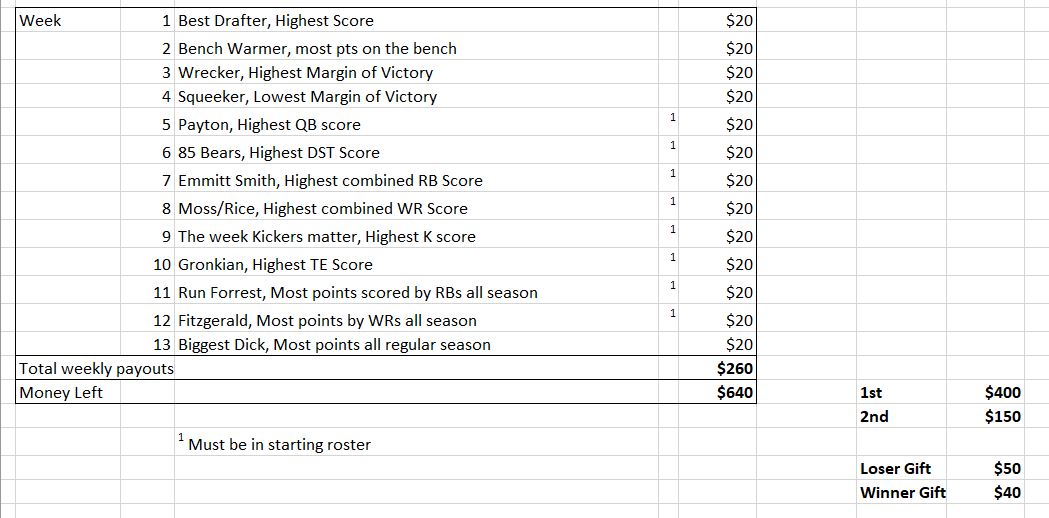 Week 1 Best Drafter, Highest Score $20
2 Bench Warmer, most pts on the bench $20
3 Wrecker, Highest Margin of Victory $20
4 Squeeker, Lowest Margin of Victory $20
5 Payton, Highest QB score 1 $20
6 85 Bears, Highest DST Score 1 $20
7 Emmitt Smith, Highest combined RB Score 1 $20
8 Moss/Rice, Highest combined WR Score 1 $20
9 The week Kickers matter, Highest K score 1 $20
10 Gronkian, Highest TE Score 1 $20
11 Run Forrest, Most points scored by RBs all season 1 $20
12 Fitzgerald, Most points by WRs all season 1 $20
13 Biggest Dick, Most points all regular season $20
Total weekly payouts $260
Money Left $640 1st $400
2nd $150
1 Must be in starting roster
Loser Gift $50
Winner Gift $40